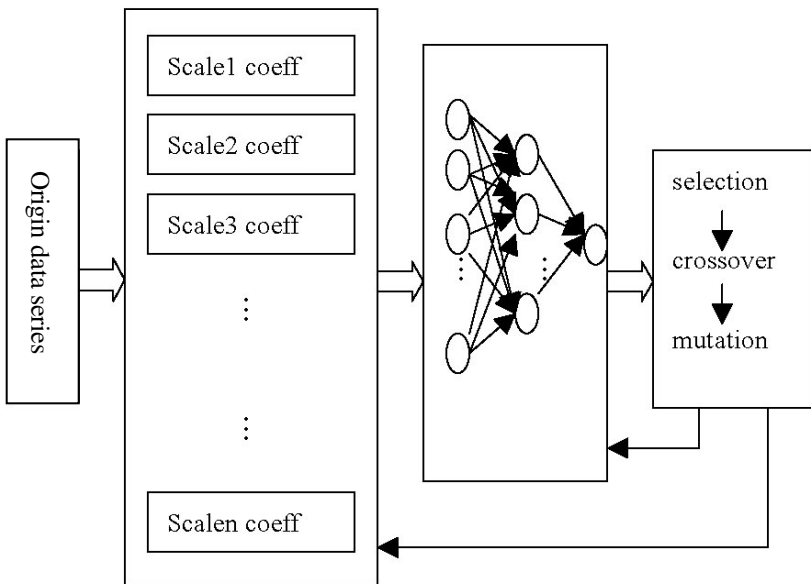 Origin data series
Scale1 coeff
Scale2 coeff
Scale3 coeff
⋮
⋮
Scalen coeff
...
...
selection
crossover
mutation